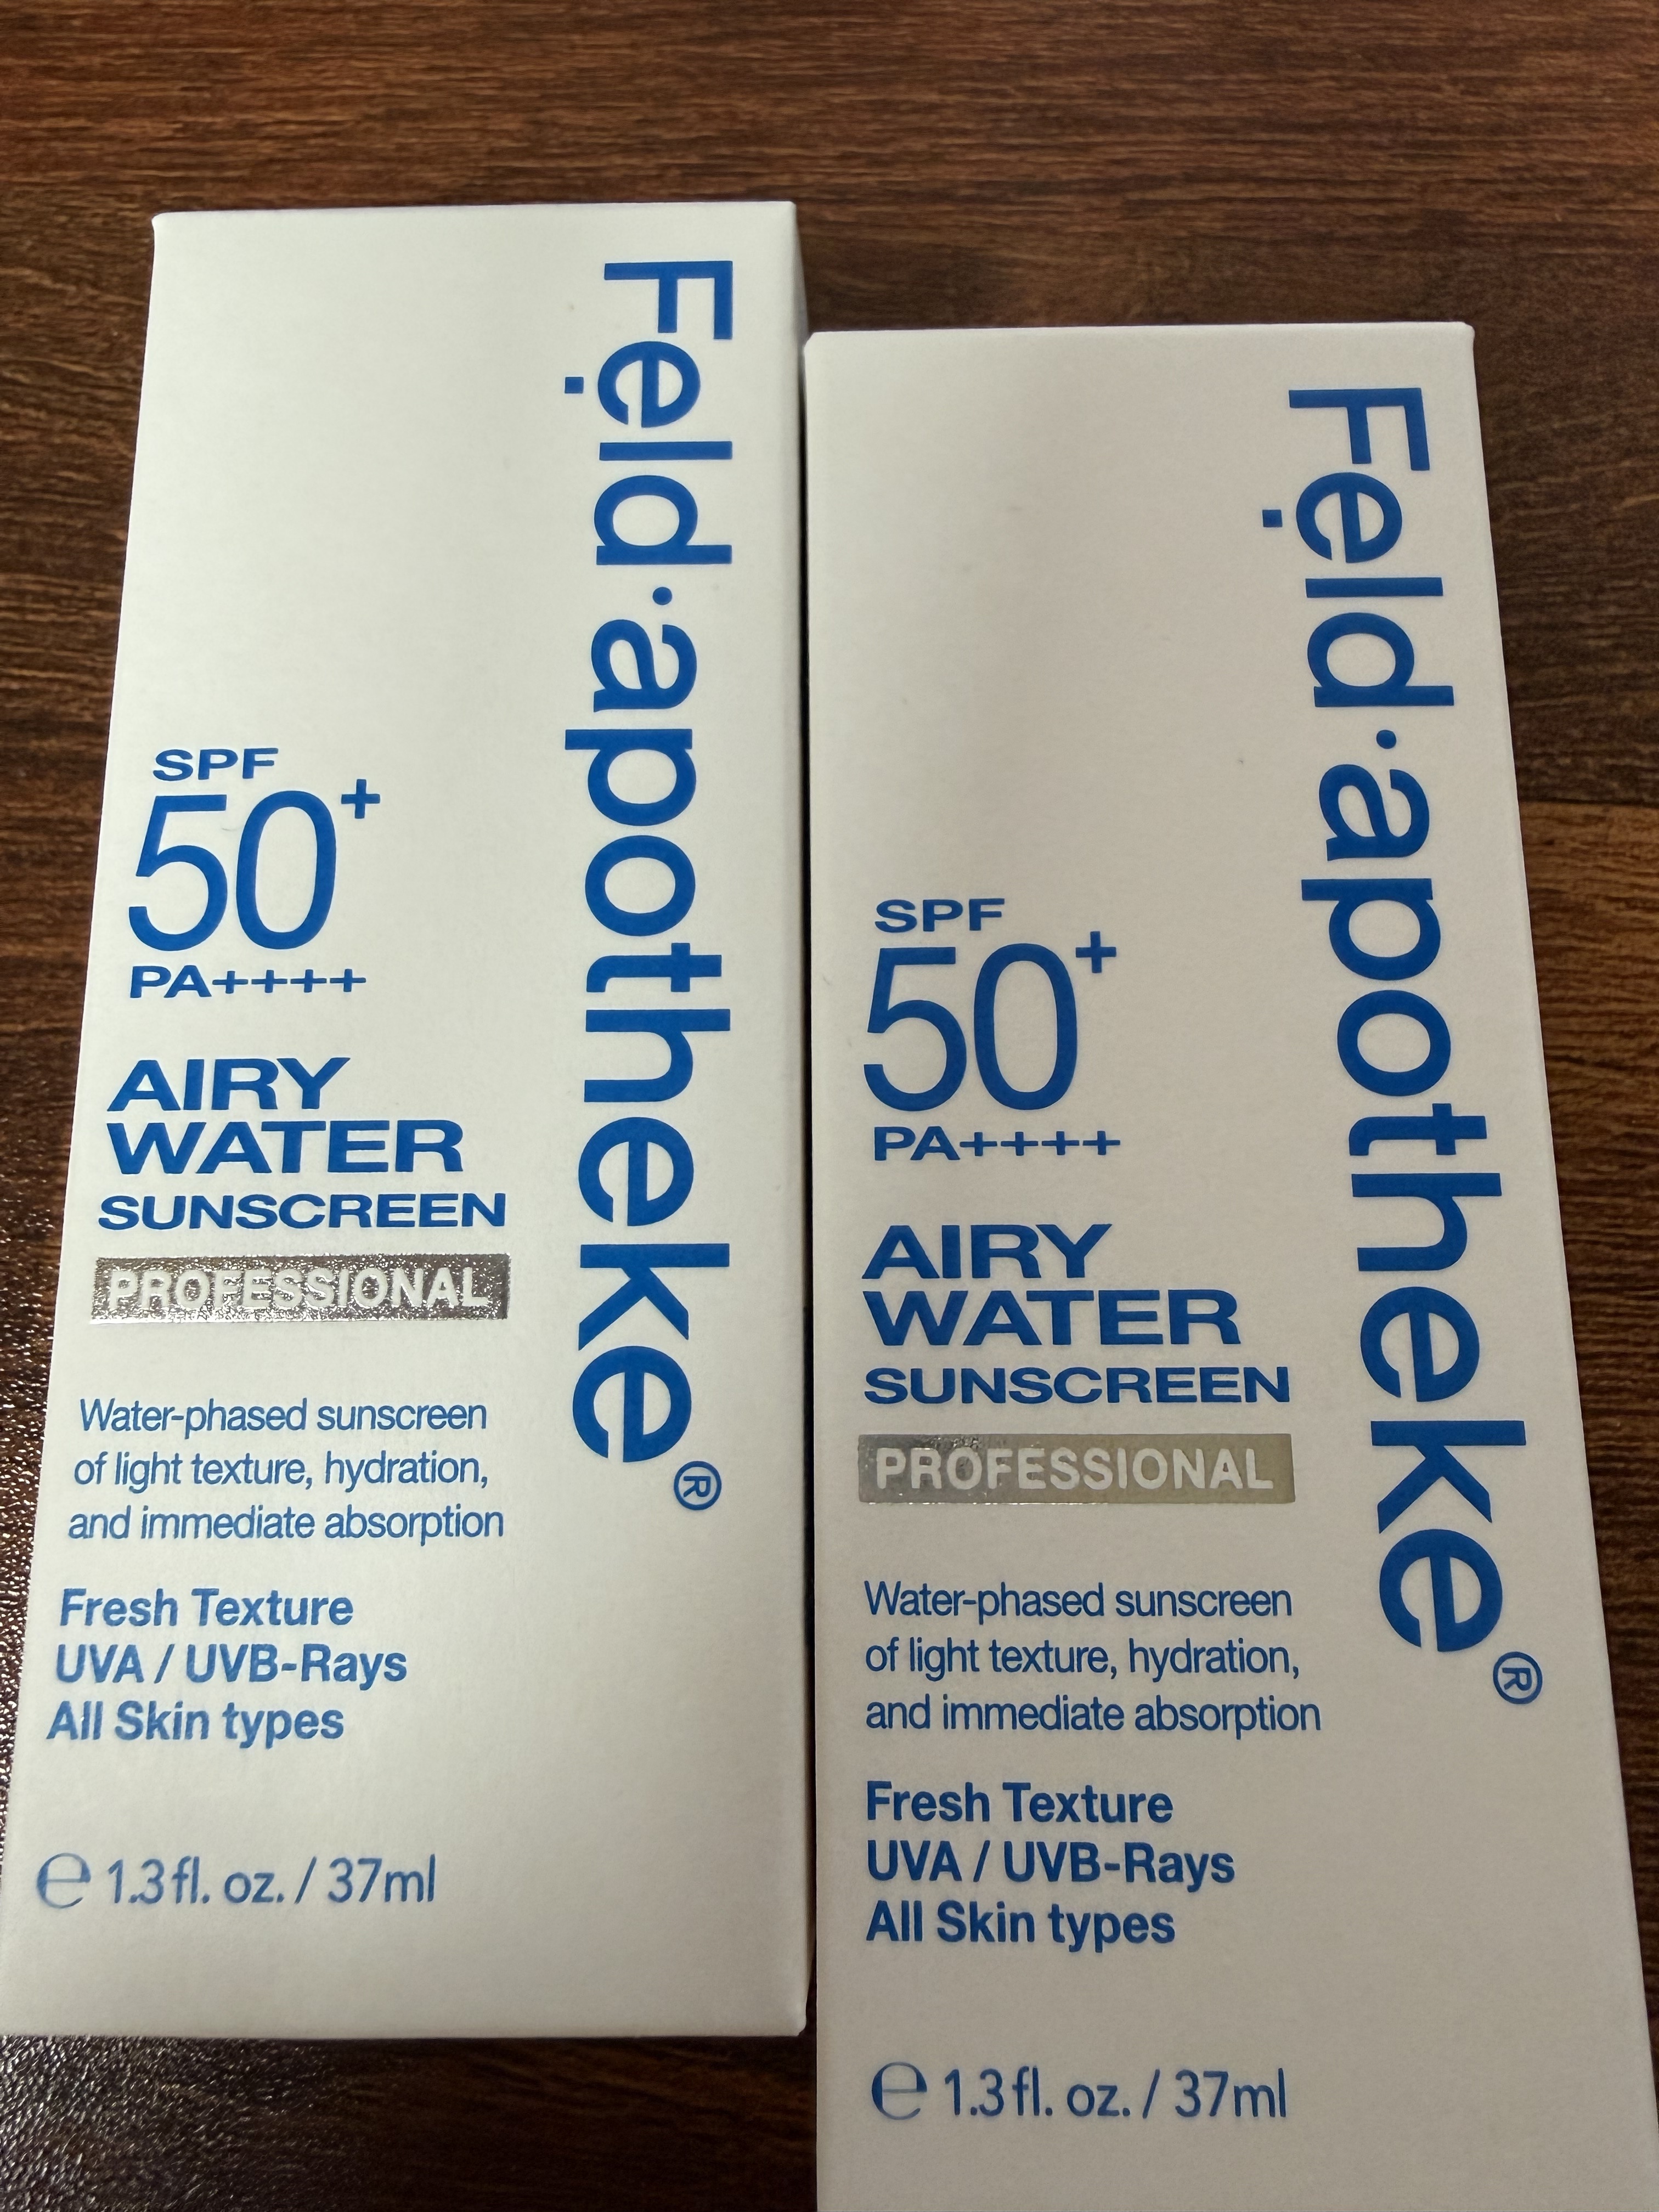 Fẹld·apotheke®
SPF
50+
PA++++
AIRY
WATER
SUNSCREEN
PROFESSIONAL
Water-phased sunscreen
of light texture, hydration,
and immediate absorption
Fresh Texture
UVA / UVB-Rays
All Skin types
℮ 1.3 fl. oz. / 37ml
Fẹld·apotheke®
SPF
50+
PA++++
AIRY
WATER
SUNSCREEN
PROFESSIONAL
Water-phased sunscreen
of light texture, hydration,
and immediate absorption
Fresh Texture
UVA / UVB-Rays
All Skin types
℮ 1.3 fl. oz. / 37ml